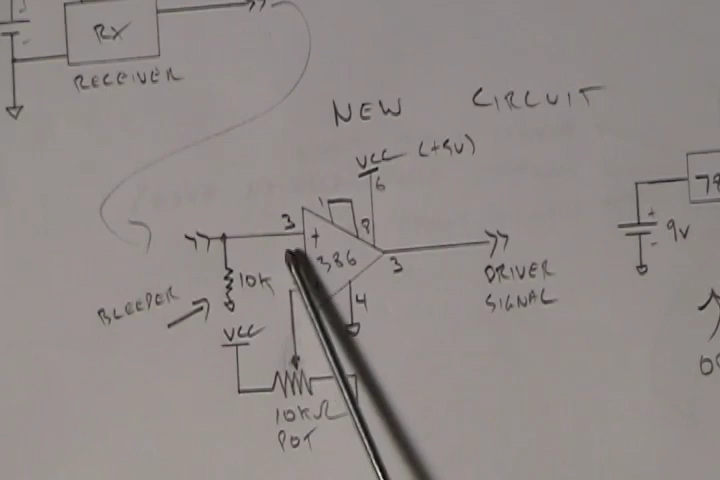 RX
RECEIVER
NEW CIRCUIT
VCC (+9V)
6
1
8
3
+
386
3
4
10K
BLEEDER
DRIVER
SIGNAL
VCC
10KΩ
POT
+
9V
-
78